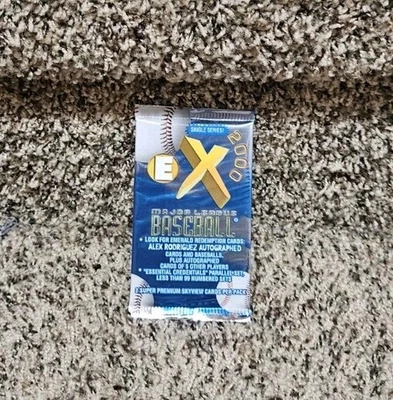 SINGLE SERIES!
E X 2000
MAJOR LEAGUE
BASEBALL
• LOOK FOR EMERALD REDEMPTION CARDS:
ALEX RODRIGUEZ AUTOGRAPHED
CARDS AND BASEBALLS,
PLUS AUTOGRAPHED
CARDS OF 5 OTHER PLAYERS
• "ESSENTIAL CREDENTIALS" PARALLEL SET:
LESS THAN 99 NUMBERED SETS
2 SUPER PREMIUM SKYVIEW CARDS PER PACK